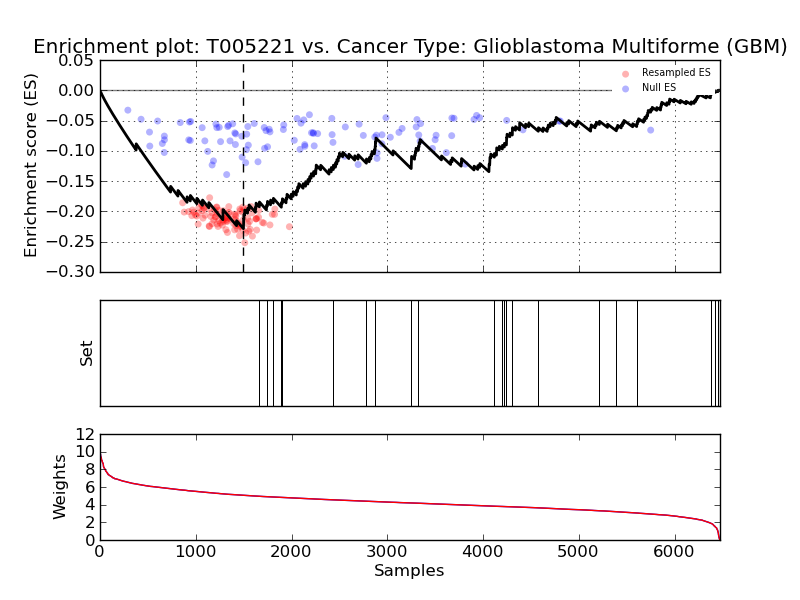 Enrichment plot: T005221 vs. Cancer Type: Glioblastoma Multiforme (GBM)
Enrichment score (ES)
0.05
0.00
−0.05
−0.10
−0.15
−0.20
−0.25
−0.30
Resampled ES
Null ES
Set
Weights
12
10
8
6
4
2
0
0 1000 2000 3000 4000 5000 6000
Samples